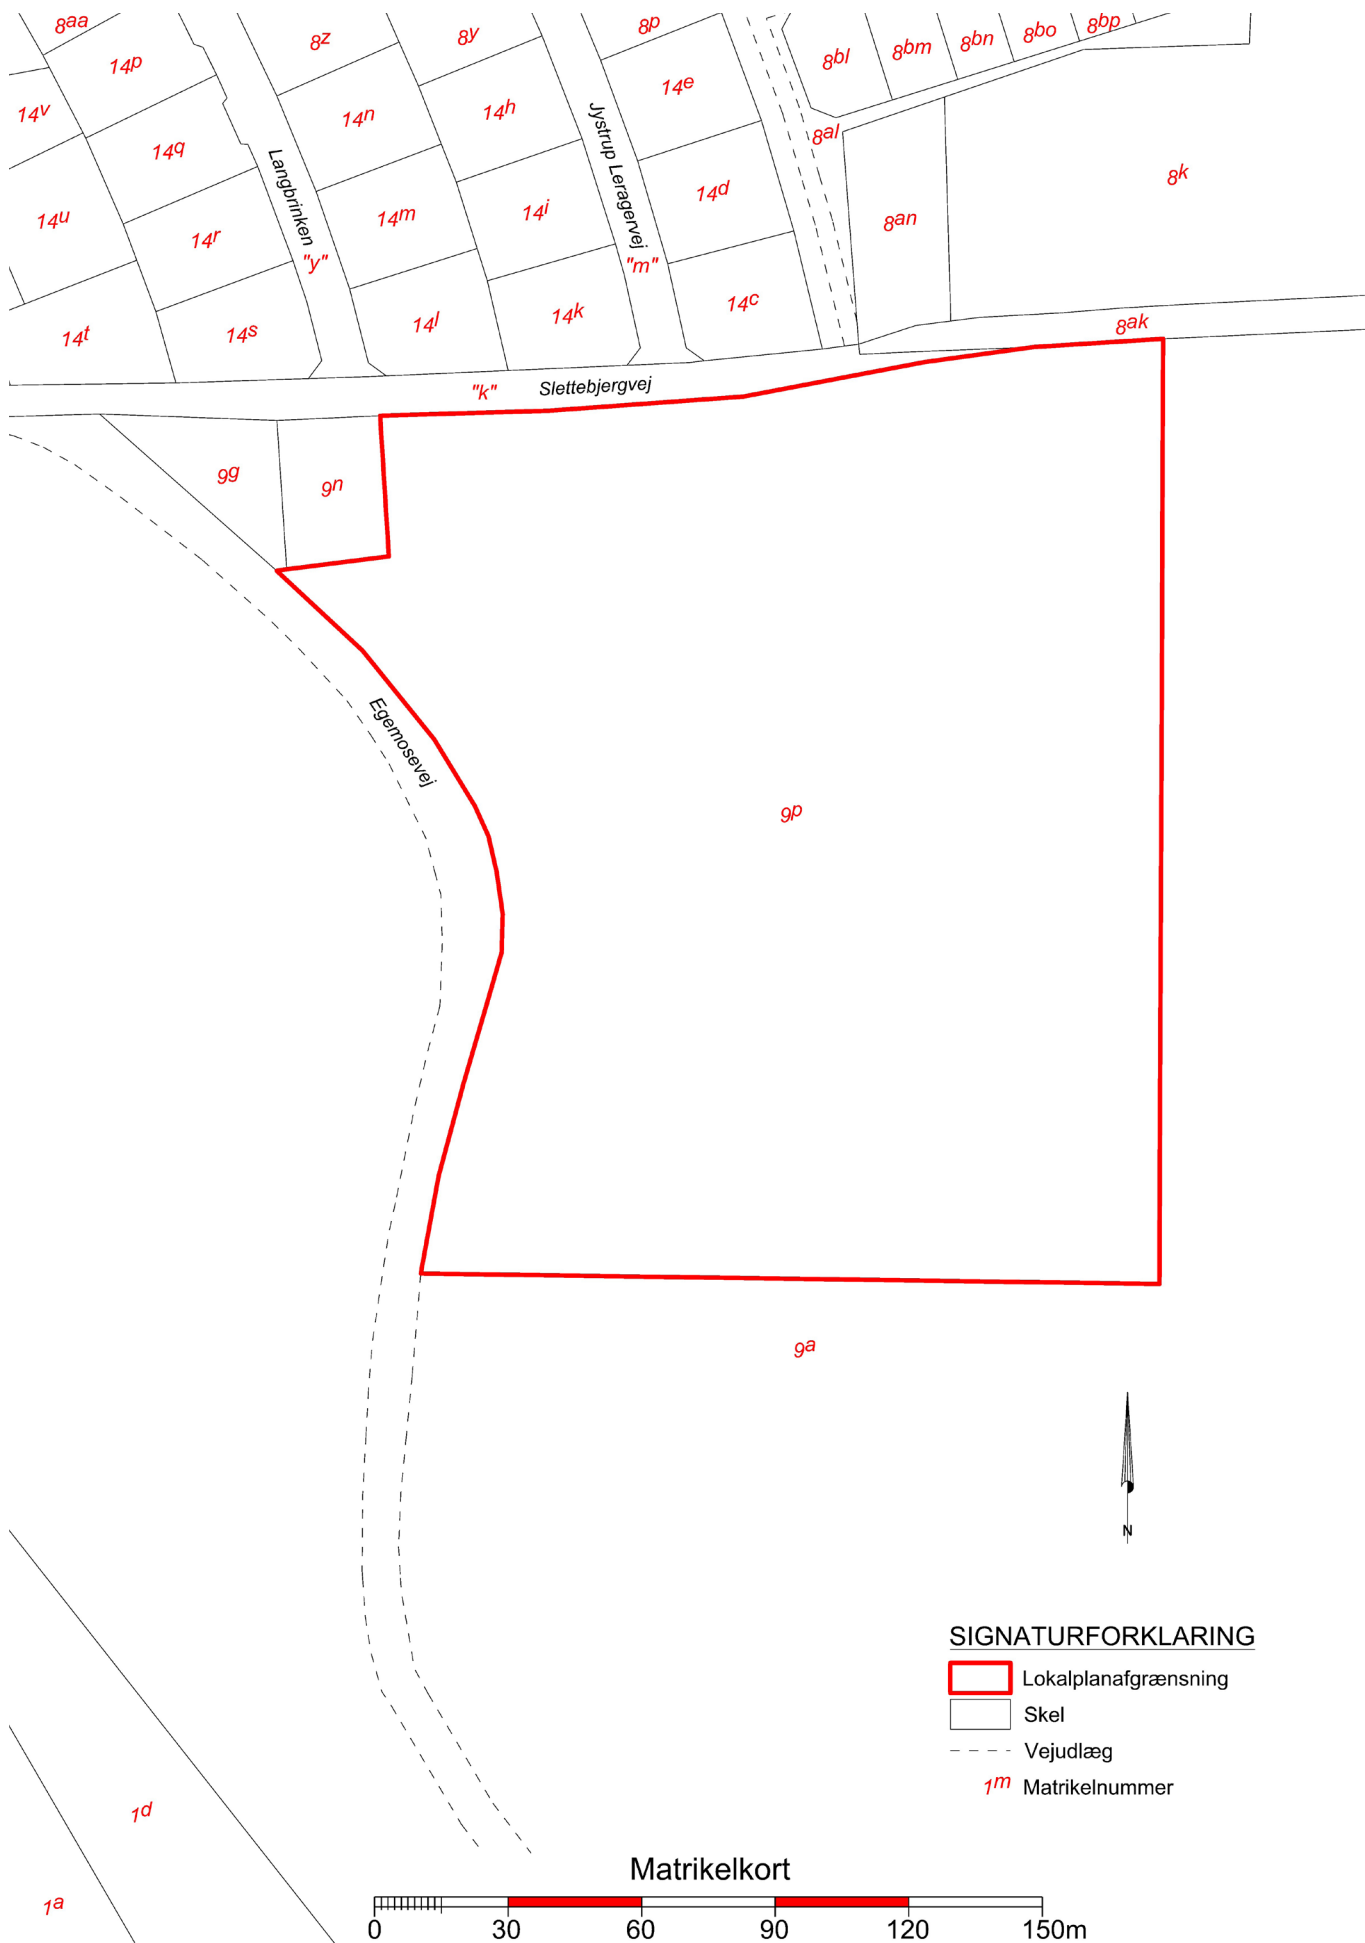 8aa
14p
8z
8y
8p
8bl
8bm
8bn
8bo
8bp
14v
14q
14n
14h
14e
8al
8k
14u
14r
Langbrinken
"y"
14m
14i
Jystrup Leragervej
"m"
14d
8an
14t
14s
14l
14k
14c
8ak
"k"
Slettebjergvej
9g
9n
Egemosevej
9p
9a
N
SIGNATURFORKLARING
Lokalplanafgrænsning
Skel
Vejudlæg
1m Matrikelnummer
1d
1a
Matrikelkort
0 30 60 90 120 150m